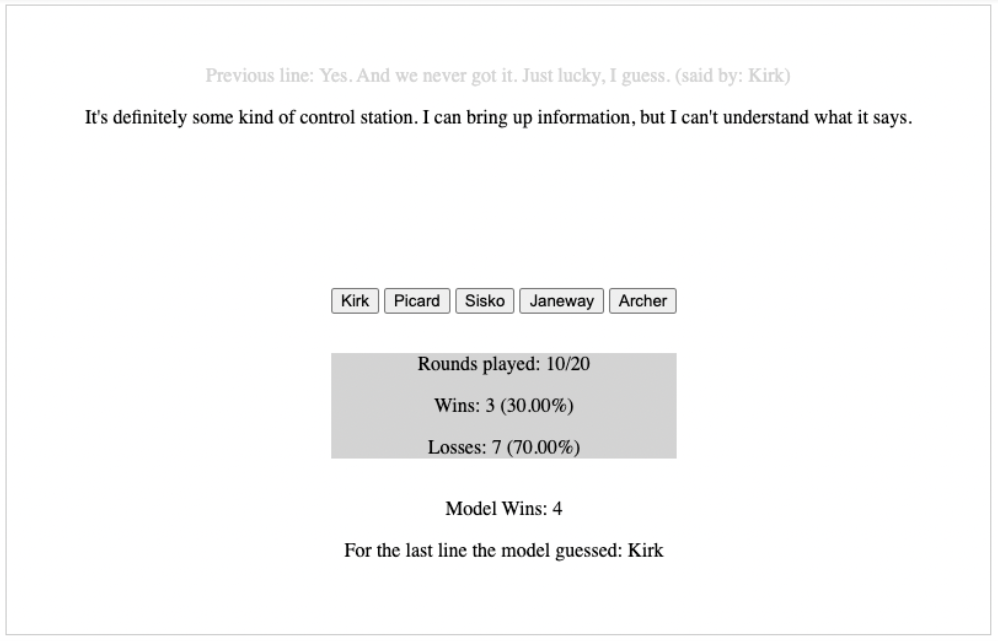 Previous line: Yes. And we never got it. Just lucky, I guess. (said by: Kirk)
It's definitely some kind of control station. I can bring up information, but I can't understand what it says.
Kirk Picard Sisko Janeway Archer
Rounds played: 10/20
Wins: 3 (30.00%)
Losses: 7 (70.00%)
Model Wins: 4
For the last line the model guessed: Kirk